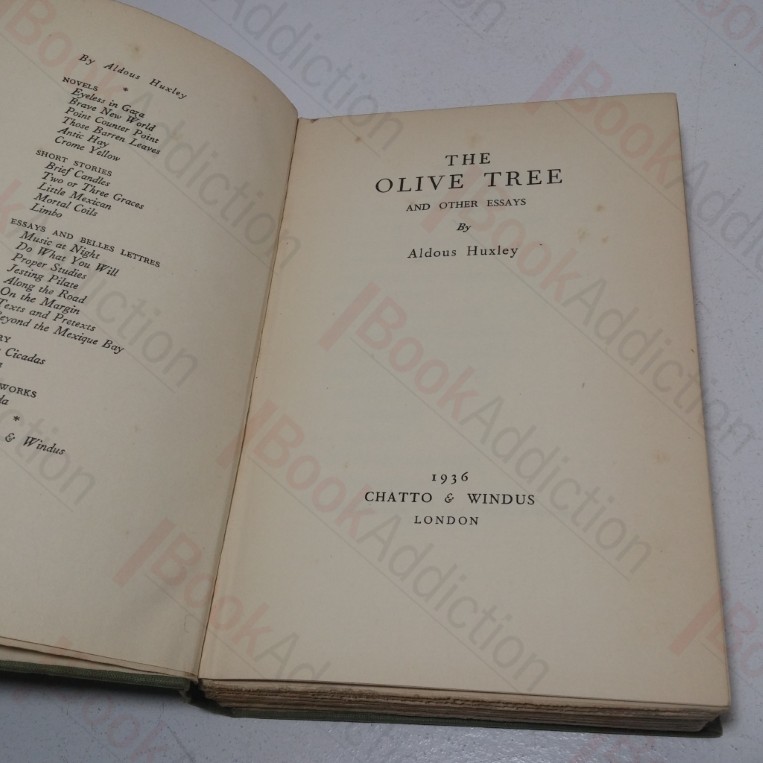 By Aldous Huxley
*
NOVELS
Eyeless in Gaza
Brave New World
Point Counter Point
Those Barren Leaves
Antic Hay
Crome Yellow
SHORT STORIES
Brief Candles
Two or Three Graces
Little Mexican
Mortal Coils
Limbo
ESSAYS AND BELLES LETTRES
Music at Night
Do What You Will
Proper Studies
Jesting Pilate
Along the Road
On the Margin
Texts and Pretexts
eyond the Mexique Bay
RY
Cicadas
WORKS
la
*
& Windus
THE
OLIVE TREE
AND OTHER ESSAYS
By
Aldous Huxley
1936
CHATTO & WINDUS
LONDON
BookAddiction